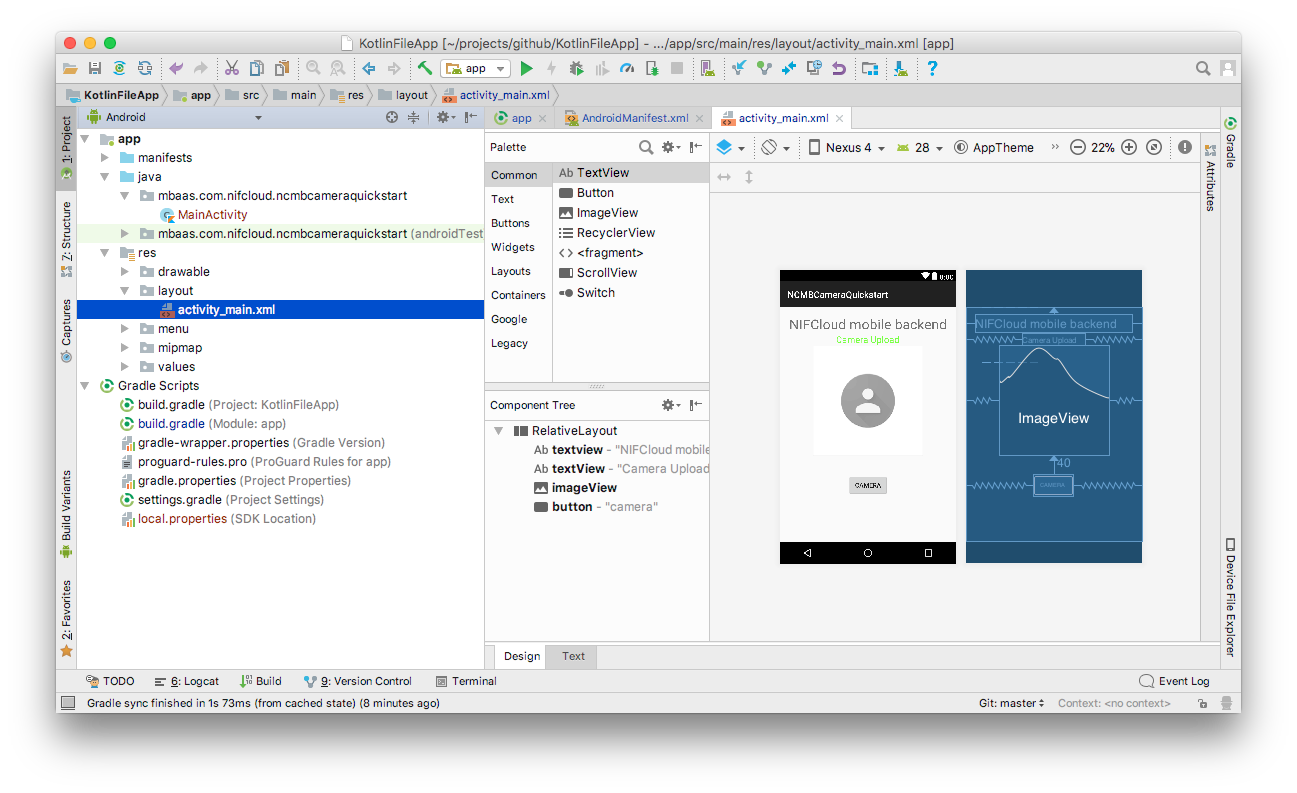 KotlinFileApp [~/projects/github/KotlinFileApp] - .../app/src/main/res/layout/activity_main.xml [app]
app
KotlinFileApp app src main res layout activity_main.xml
1: Project
Z: Structure
Captures
Build Variants
2: Favorites
Android
app
manifests
java
mbaas.com.nifcloud.ncmbcameraquickstart
MainActivity
mbaas.com.nifcloud.ncmbcameraquickstart (androidTest
res
drawable
layout
activity_main.xml
menu
mipmap
values
Gradle Scripts
build.gradle (Project: KotlinFileApp)
build.gradle (Module: app)
gradle-wrapper.properties (Gradle Version)
proguard-rules.pro (ProGuard Rules for app)
gradle.properties (Project Properties)
settings.gradle (Project Settings)
local.properties (SDK Location)
app AndroidManifest.xml activity_main.xml
Palette
Common
Text
Buttons
Widgets
Layouts
Containers
Google
Legacy
Ab TextView
Button
ImageView
RecyclerView
<fragment>
ScrollView
Switch
Component Tree
RelativeLayout
Ab textview - "NIFCloud mobile
Ab textView - "Camera Upload
imageView
button - "camera"
Nexus 4 28 AppTheme 22%
NCMBCameraQuickstart
NIFCloud mobile backend
Camera Upload
CAMERA
NIFCloud mobile backend
Camera Upload
ImageView
40
CAMERA
Gradle
Attributes
Device File Explorer
Design Text
TODO 6: Logcat Build 9: Version Control Terminal Event Log
Gradle sync finished in 1s 73ms (from cached state) (8 minutes ago) Git: master Context: <no context>